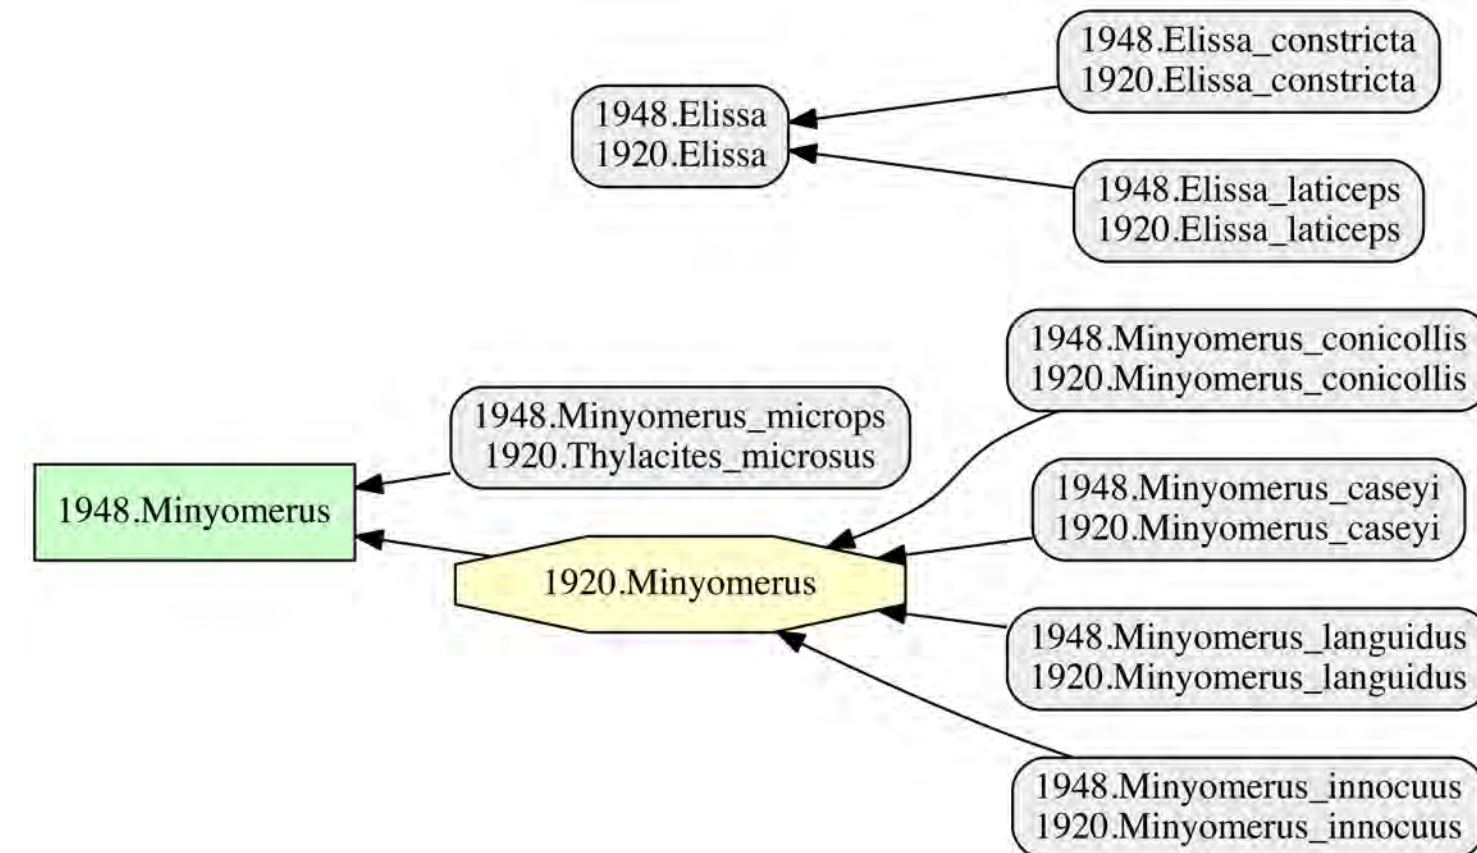 1948.Elissa_constricta
1920.Elissa_constricta
1948.Elissa
1920.Elissa
1948.Elissa_laticeps
1920.Elissa_laticeps
1948.Minyomerus_conicollis
1920.Minyomerus_conicollis
1948.Minyomerus_microps
1920.Thylacites_microsus
1948.Minyomerus
1948.Minyomerus_caseyi
1920.Minyomerus_caseyi
1920.Minyomerus
1948.Minyomerus_languidus
1920.Minyomerus_languidus
1948.Minyomerus_innocuus
1920.Minyomerus_innocuus